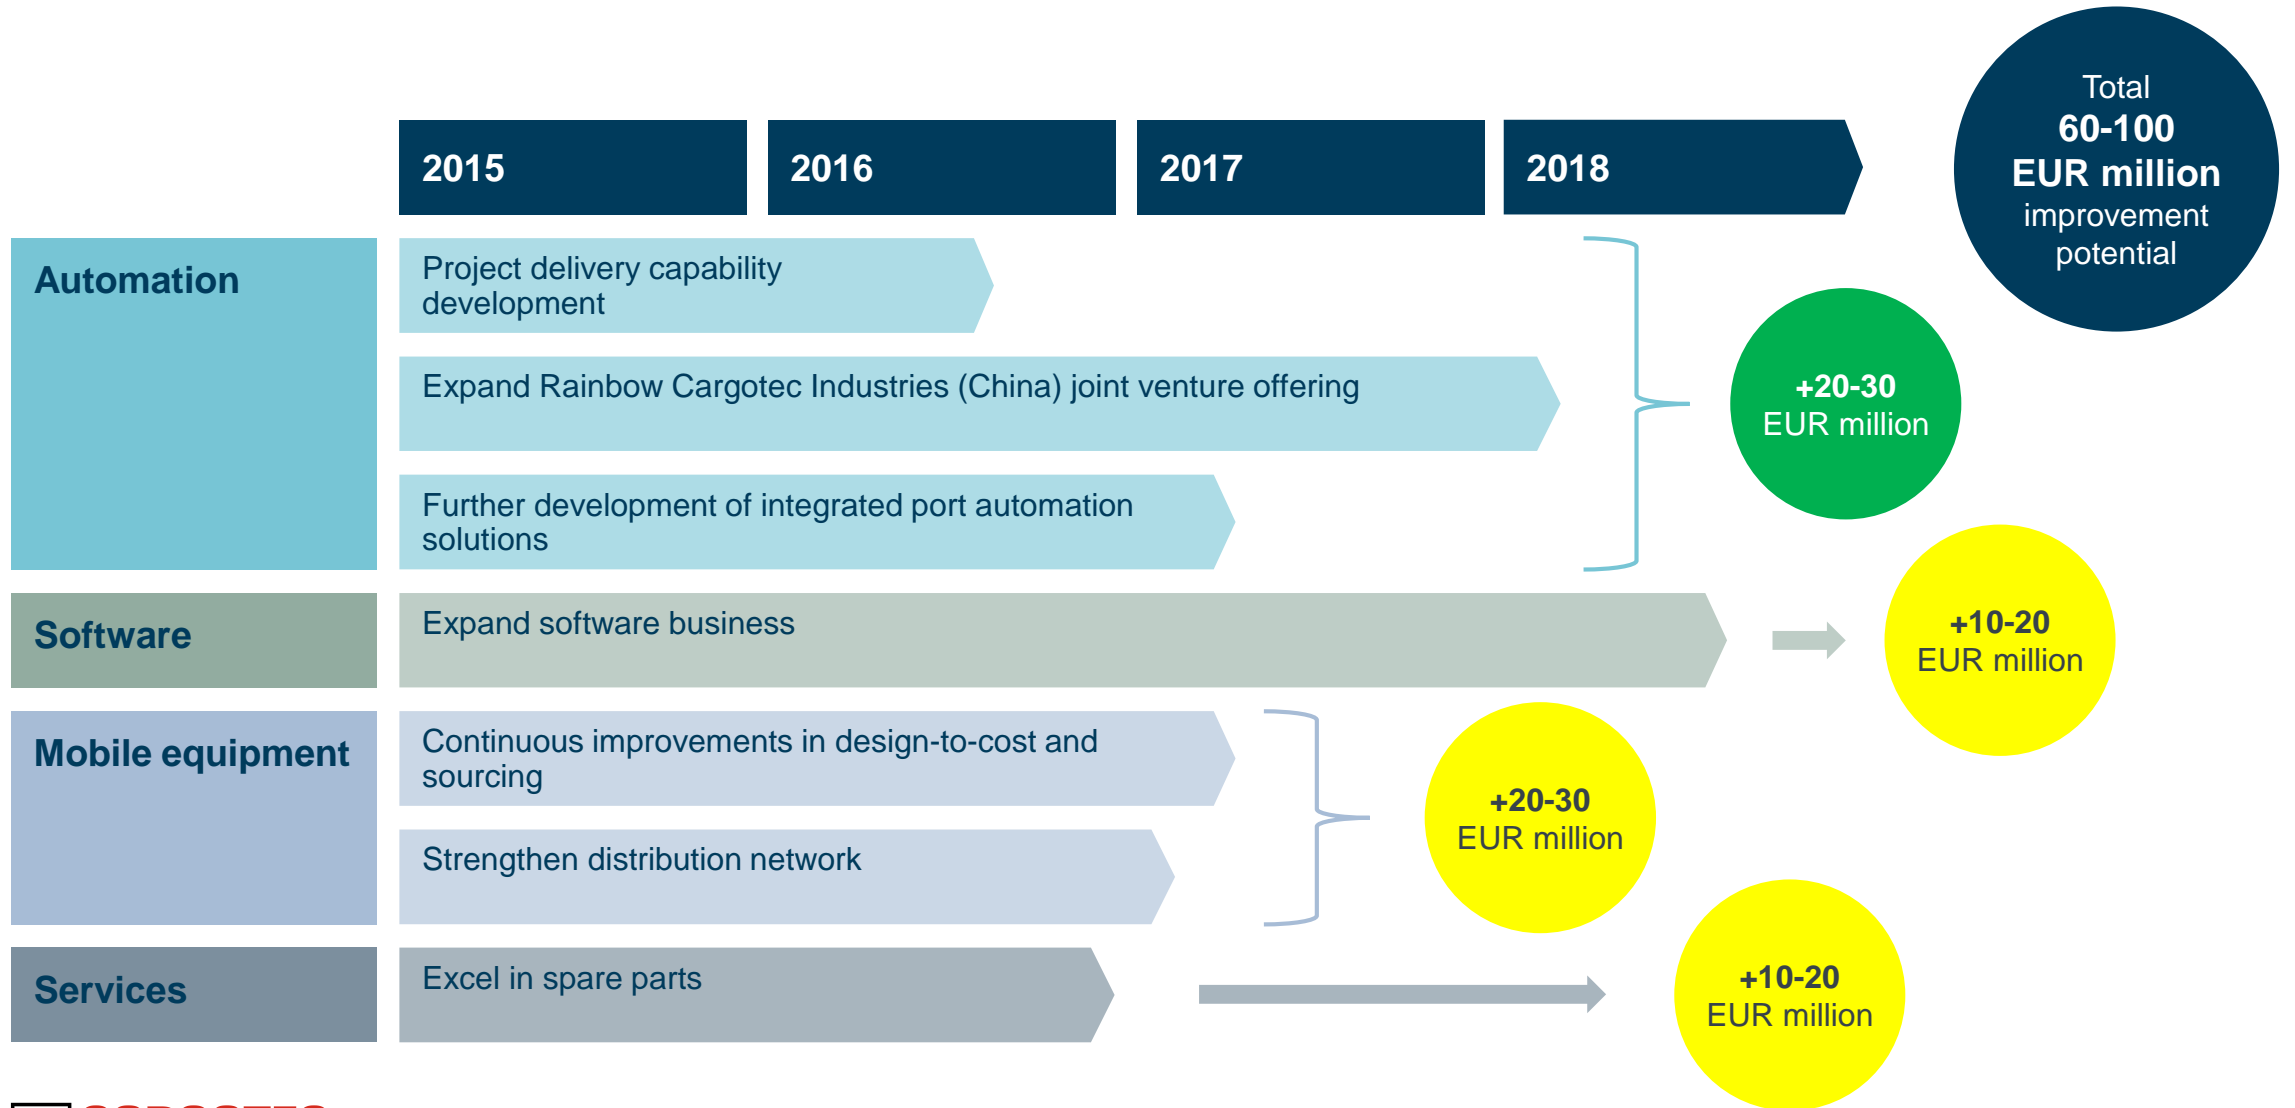 Total
60-100
EUR million
improvement
potential
2015
2016
2017
2018
Automation
Project delivery capability
development
Expand Rainbow Cargotec Industries (China) joint venture offering
Further development of integrated port automation
solutions
+20-30
EUR million
Software
Expand software business
+10-20
EUR million
Mobile equipment
Continuous improvements in design-to-cost and
sourcing
Strengthen distribution network
+20-30
EUR million
Services
Excel in spare parts
+10-20
EUR million